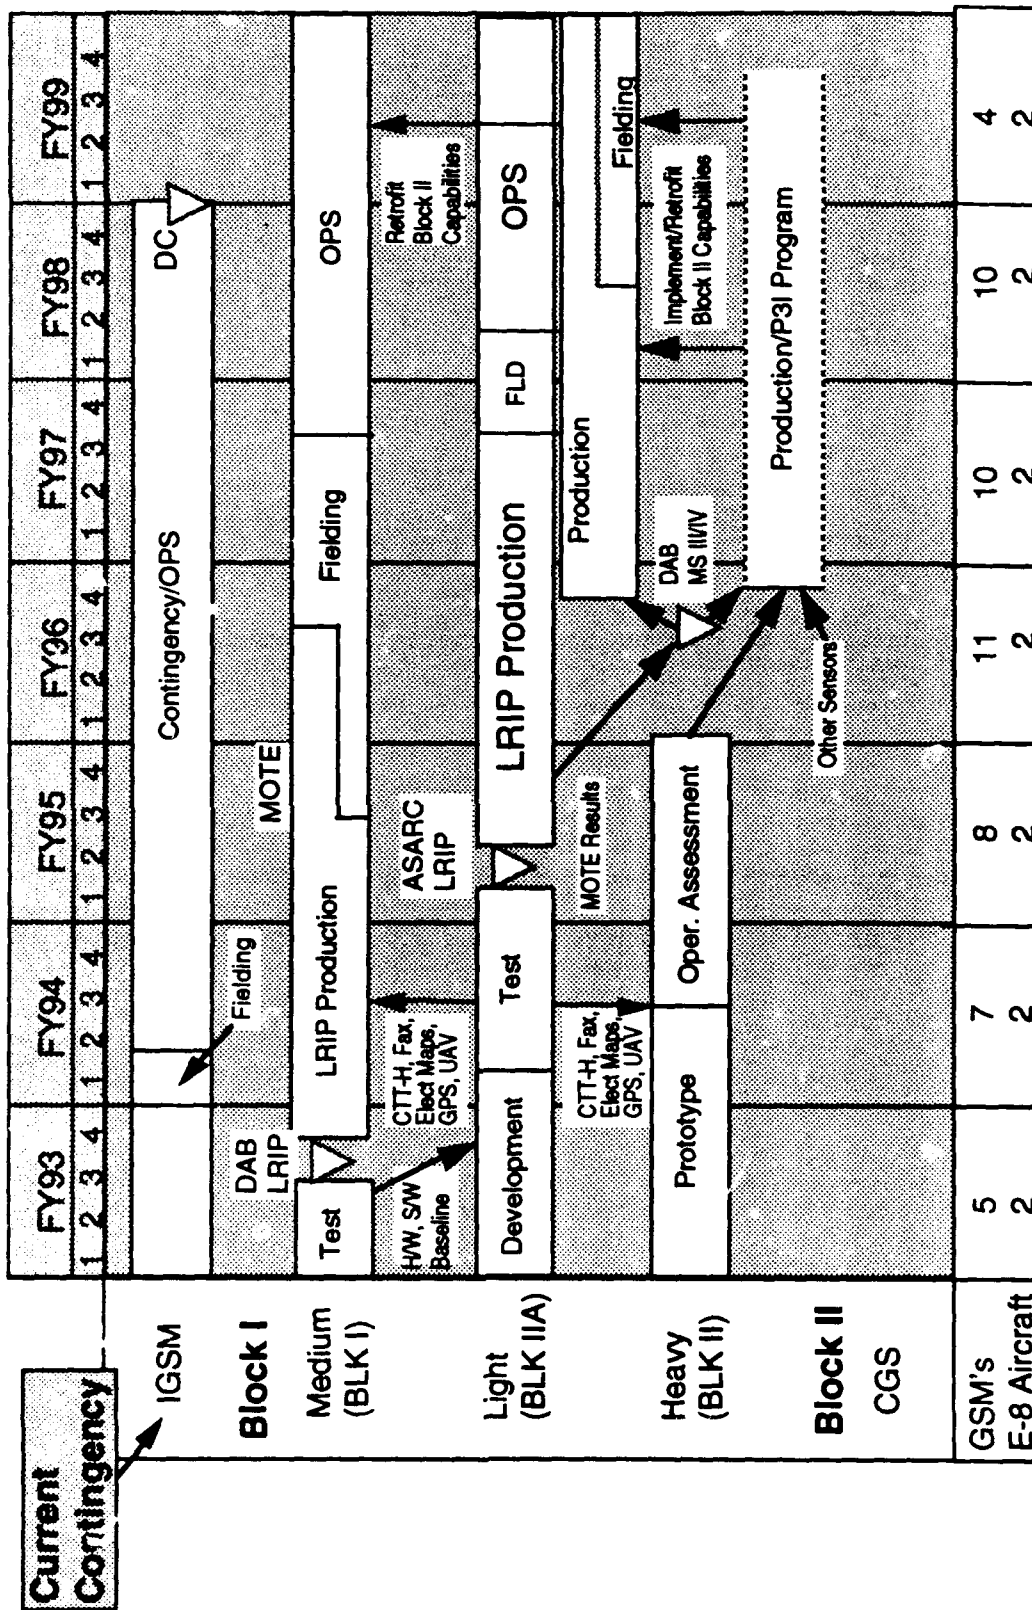 Current
Contingency
FY93 FY94 FY95 FY96 FY97 FY98 FY99
1 2 3 4 1 2 3 4 1 2 3 4 1 2 3 4 1 2 3 4 1 2 3 4 1 2 3 4
IGSM
Contingency/OPS
DC
Fielding
Block I
DAB
LRIP
MOTE
Medium
(BLK I)
Test
LRIP Production
Fielding
OPS
H/W, S/W
Baseline
CTT-H, Fax,
Elect Maps,
GPS, UAV
ASARC
LRIP
Retrofit
Block II
Capabilities
Light
(BLK IIA)
Development
Test
LRIP Production
FLD
OPS
CTT-H, Fax,
Elect Maps,
GPS, UAV
MOTE Results
Production
Fielding
Heavy
(BLK II)
Prototype
Oper. Assessment
DAB
MS II/IV
Implement/Retrofit
Block II Capabilities
Block II
CGS
Other Sensors
Production/P3I Program
GSM's 5 7 8 11 10 10 4
E-8 Aircraft 2 2 2 2 2 2 2